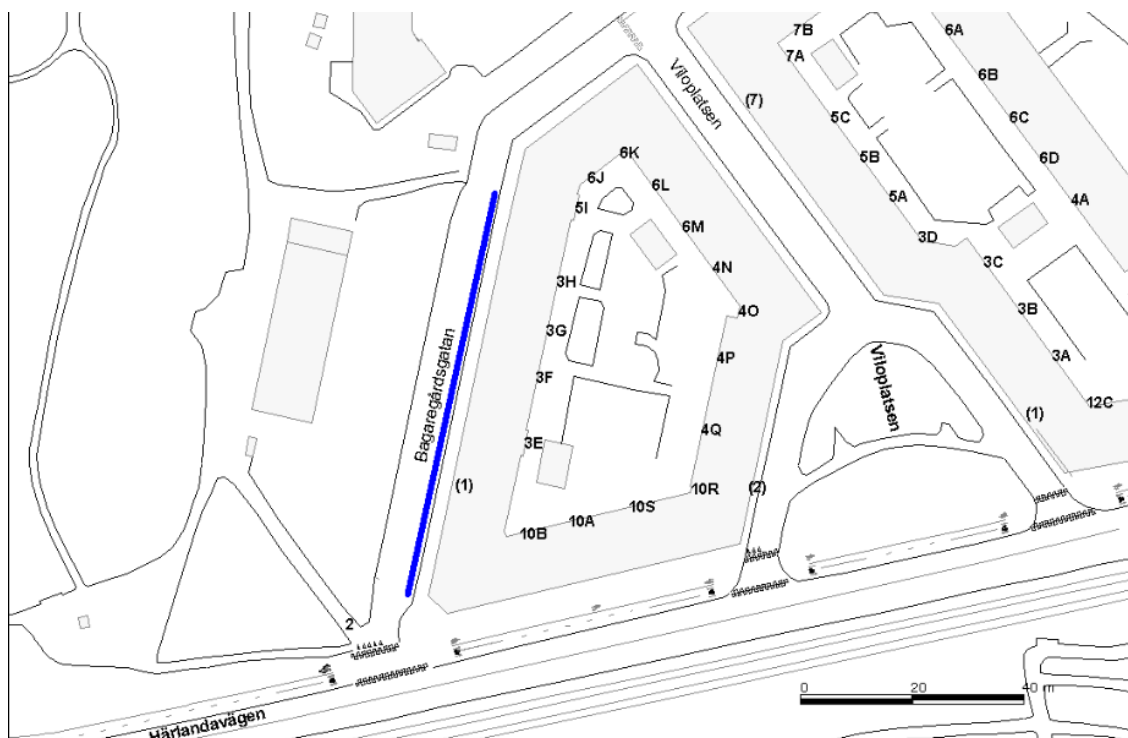 7B
7A
6A
Viloplatsen
6B
(7)
5C
6C
6K
5B
6D
6J
6L
5I
5A
4A
6M
3D
4N
3C
3H
4O
3B
3G
Bagaregårdsgatan
4P
3A
Viloplatsen
3F
12C
4Q
(1)
3E
(1)
10R
(2)
10S
10A
10B
2
0 20 40 m
Härlandavägen